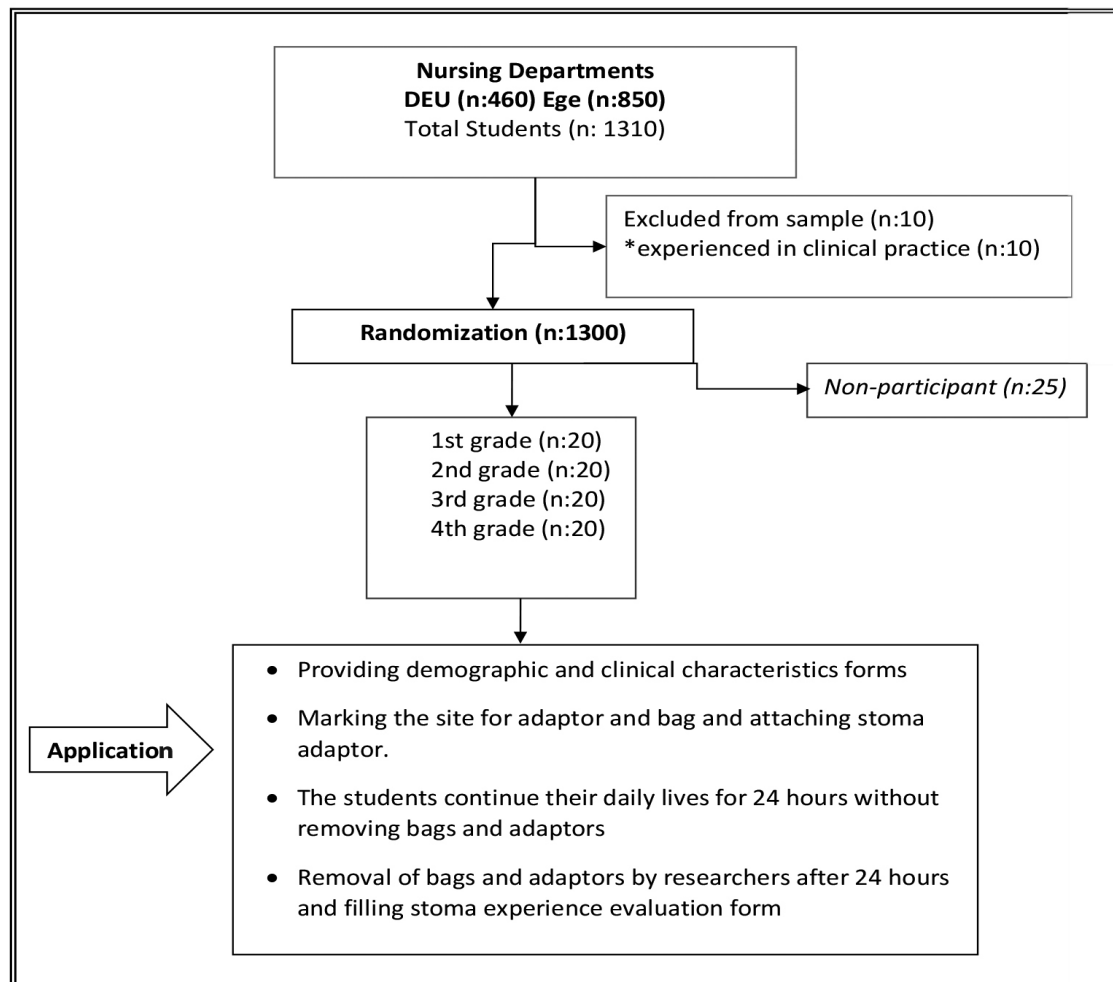 Nursing Departments
DEU (n:460) Ege (n:850)
Total Students (n: 1310)
Excluded from sample (n:10)
*experienced in clinical practice (n:10)
Randomization (n:1300)
Non-participant (n:25)
1st grade (n:20)
2nd grade (n:20)
3rd grade (n:20)
4th grade (n:20)
Application
• Providing demographic and clinical characteristics forms
• Marking the site for adaptor and bag and attaching stoma
adaptor.
• The students continue their daily lives for 24 hours without
removing bags and adaptors
• Removal of bags and adaptors by researchers after 24 hours
and filling stoma experience evaluation form